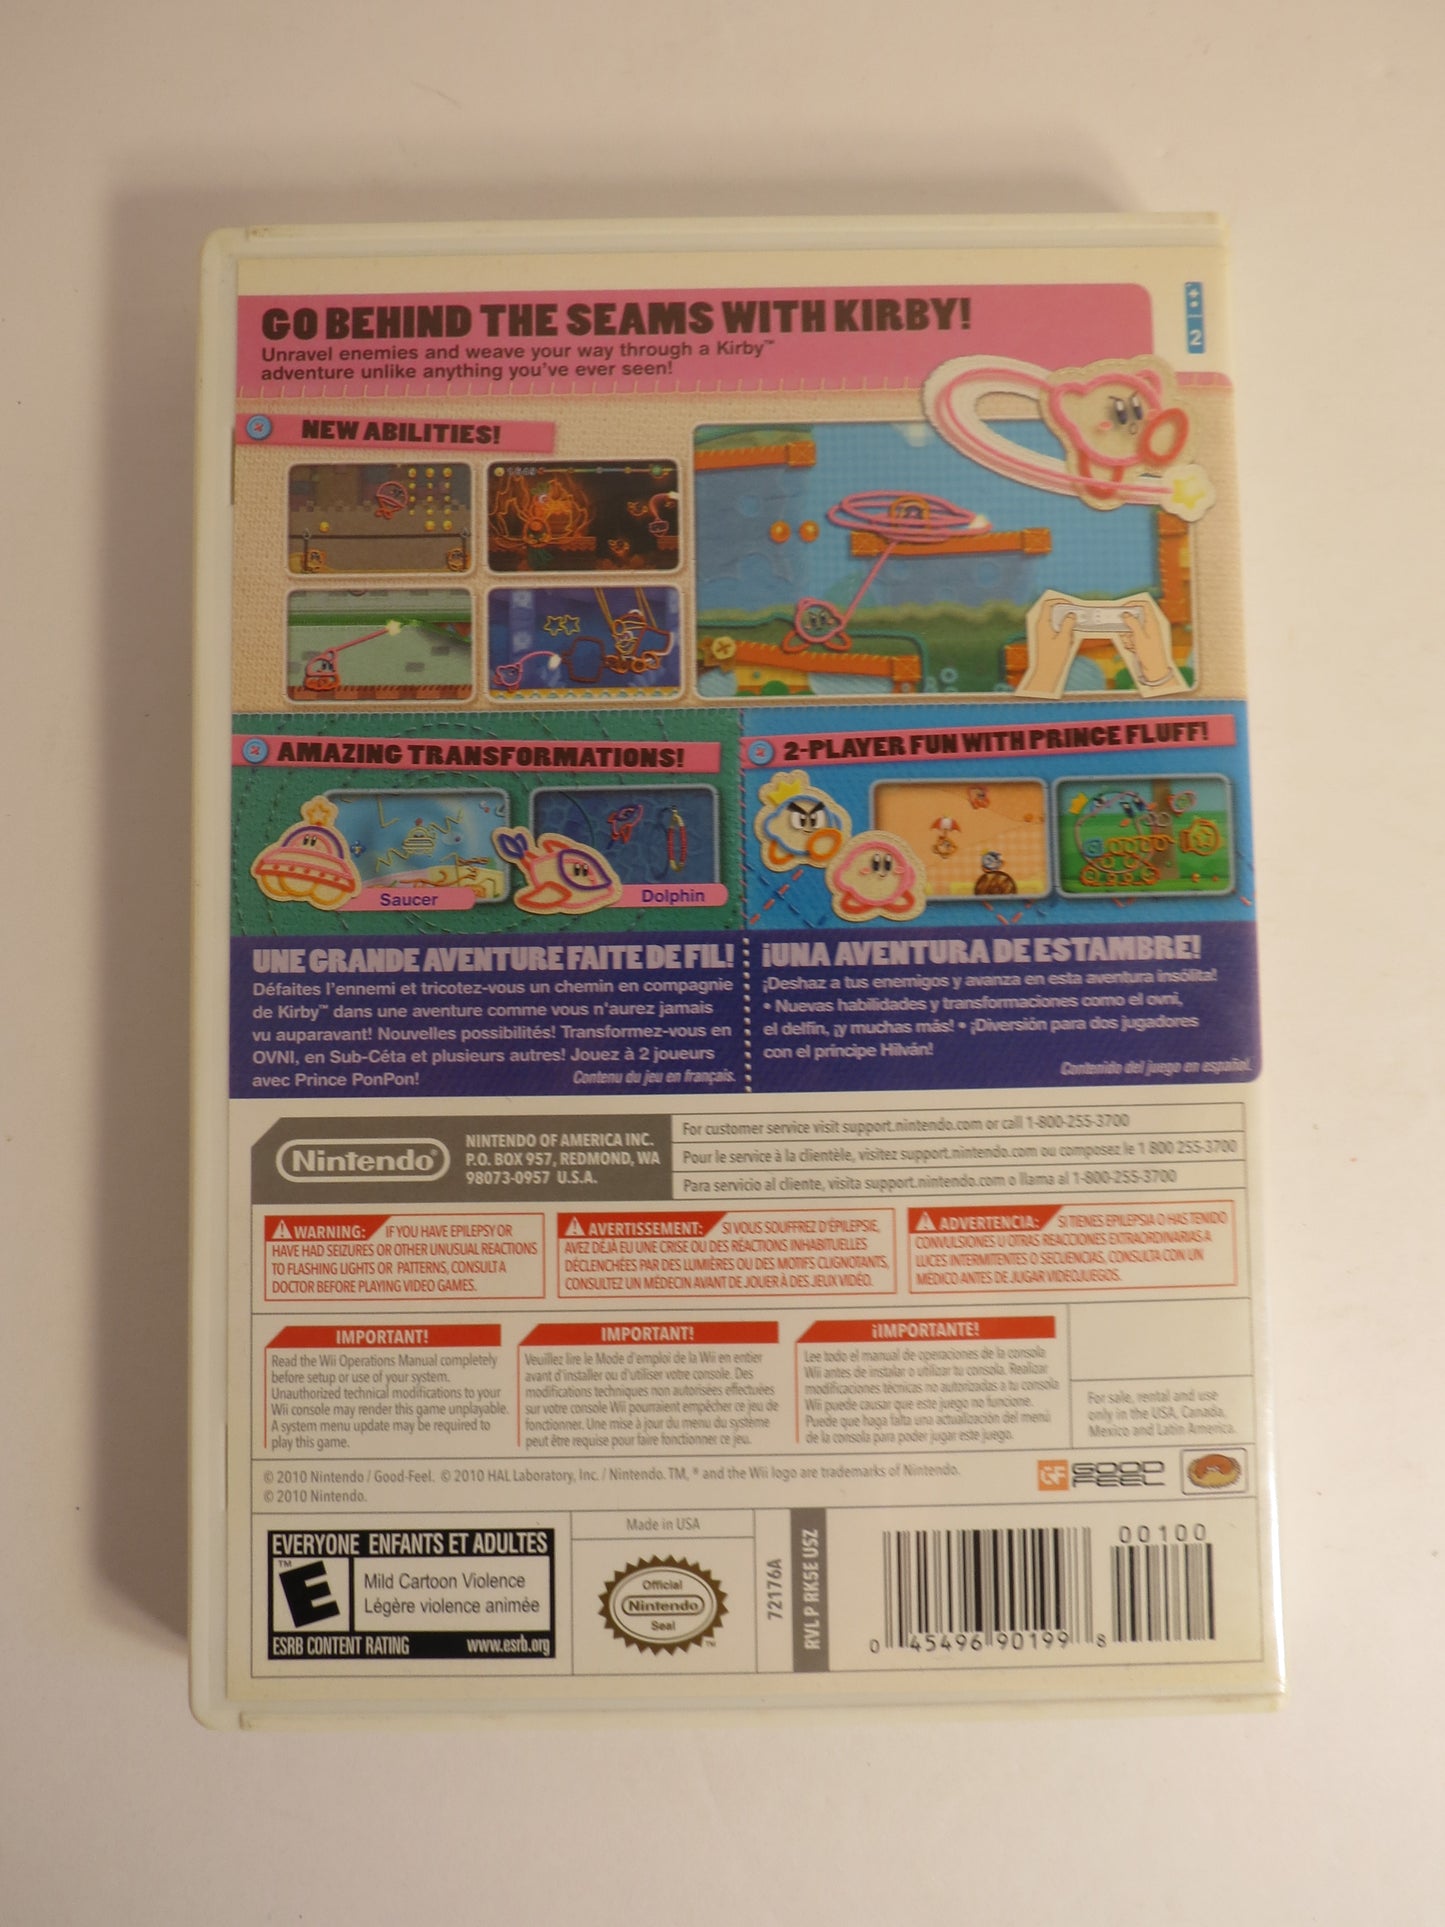 GO BEHIND THE SEAMS WITH KIRBY!
Unravel enemies and weave your way through a Kirby™
adventure unlike anything you've ever seen!
2
NEW ABILITIES!
AMAZING TRANSFORMATIONS!
Saucer
Dolphin
2-PLAYER FUN WITH PRINCE FLUFF!
UNE GRANDE AVENTURE FAITE DE FIL!
Défaites l'ennemi et tricotez-vous un chemin en compagnie
de Kirby™ dans une aventure comme vous n'aurez jamais
vu auparavant! Nouvelles possibilités! Transformez-vous en
OVNI, en Sub-Céta et plusieurs autres! Jouez à 2 joueurs
avec Prince PonPon!
Contenu du jeu en français.
¡UNA AVENTURA DE ESTAMBRE!
¡Deshaz a tus enemigos y avanza en esta aventura insólita!
• Nuevas habilidades y transformaciones como el ovni,
el delfín, ¡y muchas más! • ¡Diversión para dos jugadores
con el príncipe Hilván!
Contenido del juego en español.
Nintendo®
NINTENDO OF AMERICA INC.
P.O. BOX 957, REDMOND, WA
98073-0957 U.S.A.
For customer service visit support.nintendo.com or call 1-800-255-3700
Pour le service à la clientèle, visitez support.nintendo.com ou composez le 1 800 255-3700
Para servicio al cliente, visita support.nintendo.com o llama al 1-800-255-3700
WARNING: IF YOU HAVE EPILEPSY OR
HAVE HAD SEIZURES OR OTHER UNUSUAL REACTIONS
TO FLASHING LIGHTS OR PATTERNS, CONSULT A
DOCTOR BEFORE PLAYING VIDEO GAMES.
AVERTISSEMENT: SI VOUS SOUFFREZ D'ÉPILEPSIE,
AVEZ DÉJÀ EU UNE CRISE OU DES RÉACTIONS INHABITUELLES
DÉCLENCHÉES PAR DES LUMIÈRES OU DES MOTIFS CLIGNOTANTS,
CONSULTEZ UN MÉDECIN AVANT DE JOUER À DES JEUX VIDÉO.
ADVERTENCIA: SI TIENES EPILEPSIA O HAS TENIDO
CONVULSIONES U OTRAS REACCIONES EXTRAORDINARIAS A
LUCES INTERMITENTES O SECUENCIAS, CONSULTA CON UN
MÉDICO ANTES DE JUGAR VIDEOJUEGOS.
IMPORTANT!
Read the Wii Operations Manual completely
before setup or use of your system.
Unauthorized technical modifications to your
Wii console may render this game unplayable.
A system menu update may be required to
play this game.
IMPORTANT!
Veuillez lire le Mode d'emploi de la Wii en entier
avant d'installer ou d'utiliser votre console. Des
modifications techniques non autorisées effectuées
sur votre console Wii pourraient empêcher ce jeu de
fonctionner. Une mise à jour du menu du système
peut être requise pour faire fonctionner ce jeu.
¡IMPORTANTE!
Lee todo el manual de operaciones de la consola
Wii antes de instalar o utilizar tu consola. Realizar
modificaciones técnicas no autorizadas a tu consola
Wii puede causar que este juego no funcione.
Puede que haga falta una actualización del menú
de la consola para poder jugar este juego.
For sale, rental and use
only in the USA, Canada,
Mexico and Latin America.
© 2010 Nintendo / Good-Feel. © 2010 HAL Laboratory, Inc. / Nintendo. TM, ® and the Wii logo are trademarks of Nintendo.
© 2010 Nintendo.
GF GOOD
FEEL
EVERYONE ENFANTS ET ADULTES
E™
Mild Cartoon Violence
Légère violence animée
ESRB CONTENT RATING www.esrb.org
Made in USA
Official
Nintendo
Seal
™
72176A
RVL P RK5E USZ
00100
0 45496 90199 8